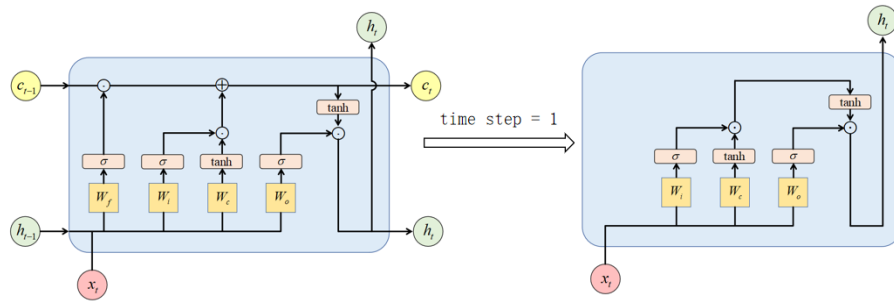 h_t
h_t
c_{t-1}
c_t
tanh
tanh
time step = 1
σ
σ
tanh
σ
σ
tanh
σ
W_f
W_i
W_c
W_o
W_i
W_c
W_o
h_{t-1}
h_t
x_t
x_t